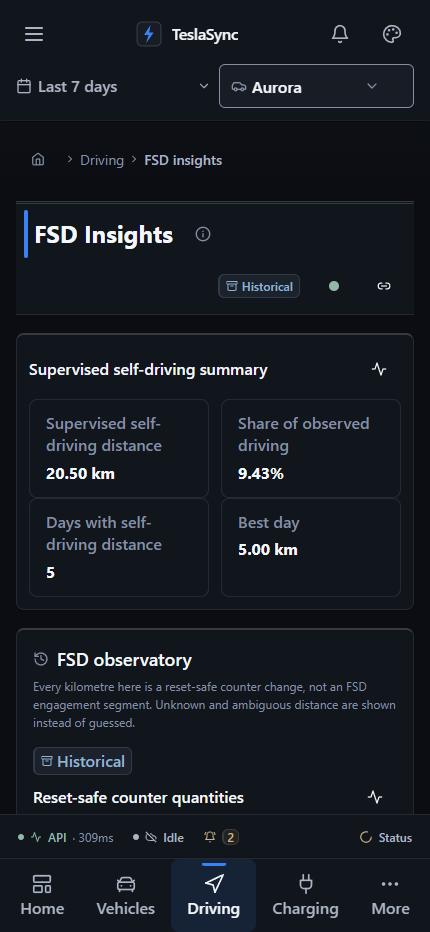 TeslaSync
Last 7 days
Aurora
Driving
FSD insights
FSD Insights
Historical
Supervised self-driving summary
Supervised self-
driving distance
20.50 km
Share of observed
driving
9.43%
Days with self-
driving distance
5
Best day
5.00 km
FSD observatory
Every kilometre here is a reset-safe counter change, not an FSD
engagement segment. Unknown and ambiguous distance are shown
instead of guessed.
Historical
Reset-safe counter quantities
API · 309ms
Idle
2
Status
Home
Vehicles
Driving
Charging
More